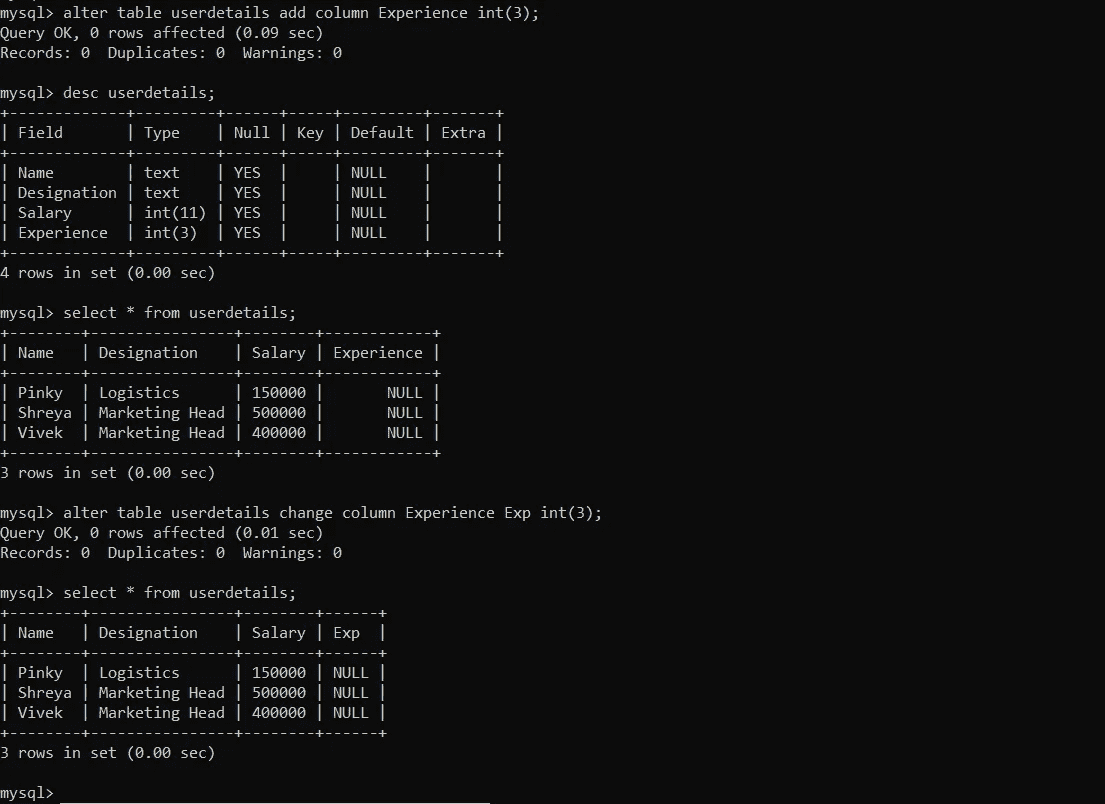 mysql> alter table userdetails add column Experience int(3);
Query OK, 0 rows affected (0.09 sec)
Records: 0  Duplicates: 0  Warnings: 0
mysql> desc userdetails;
+-------------+---------+------+-----+---------+-------+
| Field       | Type    | Null | Key | Default | Extra |
+-------------+---------+------+-----+---------+-------+
| Name        | text    | YES  |     | NULL    |       |
| Designation | text    | YES  |     | NULL    |       |
| Salary      | int(11) | YES  |     | NULL    |       |
| Experience  | int(3)  | YES  |     | NULL    |       |
+-------------+---------+------+-----+---------+-------+
4 rows in set (0.00 sec)
mysql> select * from userdetails;
+--------+----------------+--------+------------+
| Name   | Designation    | Salary | Experience |
+--------+----------------+--------+------------+
| Pinky  | Logistics      | 150000 |       NULL |
| Shreya | Marketing Head | 500000 |       NULL |
| Vivek  | Marketing Head | 400000 |       NULL |
+--------+----------------+--------+------------+
3 rows in set (0.00 sec)
mysql> alter table userdetails change column Experience Exp int(3);
Query OK, 0 rows affected (0.01 sec)
Records: 0  Duplicates: 0  Warnings: 0
mysql> select * from userdetails;
+--------+----------------+--------+------+
| Name   | Designation    | Salary | Exp  |
+--------+----------------+--------+------+
| Pinky  | Logistics      | 150000 | NULL |
| Shreya | Marketing Head | 500000 | NULL |
| Vivek  | Marketing Head | 400000 | NULL |
+--------+----------------+--------+------+
3 rows in set (0.00 sec)
mysql>